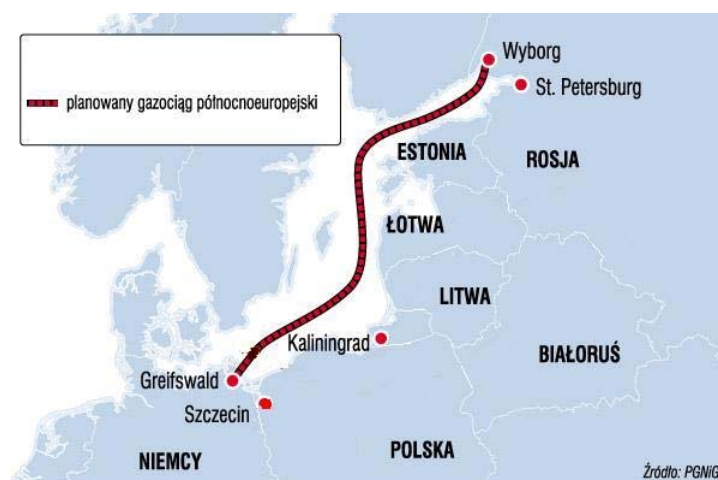 planowany gazociąg północnoeuropejski
Wyborg
St. Petersburg
ESTONIA
ROSJA
ŁOTWA
LITWA
Kaliningrad
BIAŁORUŚ
Greifswald
Szczecin
NIEMCY
POLSKA
Źródło: PGNiG